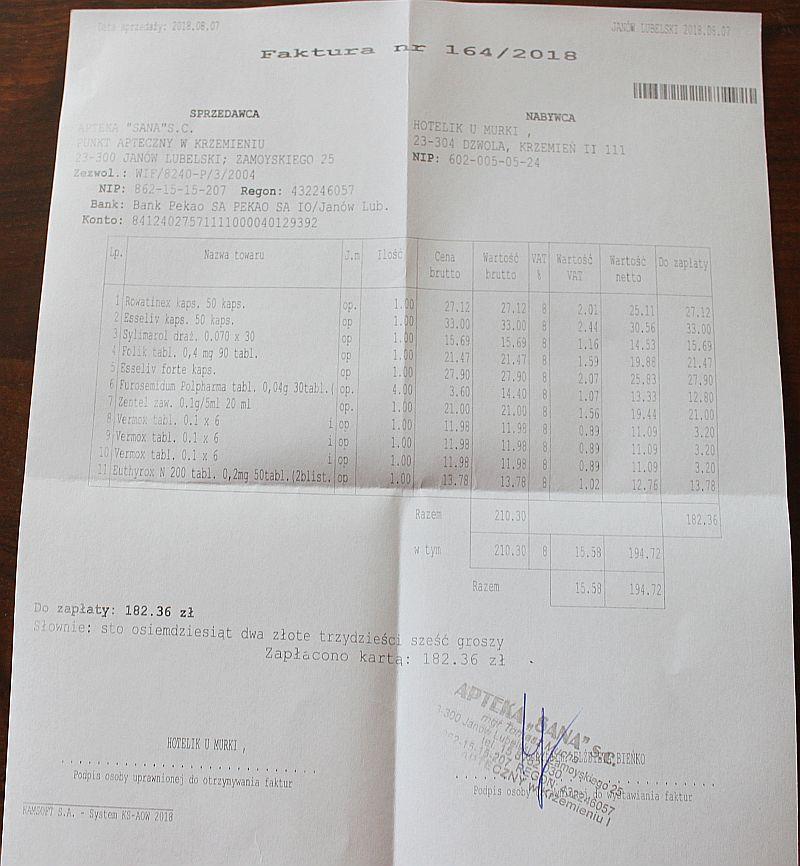 Data sprzedaży: 2018.08.07
JANÓW LUBELSKI 2018.08.07
Faktura nr 164/2018
SPRZEDAWCA
APTEKA "SANA"S.C.
PUNKT APTECZNY W KRZEMIENIU
23-300 JANÓW LUBELSKI; ZAMOYSKIEGO 25
Zezwol.: WIF/8240-P/3/2004
NIP: 862-15-15-207 Regon: 432246057
Bank: Bank Pekao SA PEKAO SA IO/Janów Lub.
Konto: 84124027571111000040129392
NABYWCA
HOTELIK U MURKI ,
23-304 DZWOLA, KRZEMIEŃ II 111
NIP: 602-005-05-24
Lp. Nazwa towaru J.m Ilość Cena brutto Wartość brutto VAT % Wartość VAT Wartość netto Do zapłaty
1 Rowatinex kaps. 50 kaps. op. 1.00 27.12 27.12 8 2.01 25.11 27.12
2 Esseliv kaps. 50 kaps. op 1.00 33.00 33.00 8 2.44 30.56 33.00
3 Sylimarol draż. 0.070 x 30 op 1.00 15.69 15.69 8 1.16 14.53 15.69
4 Folik tabl. 0,4 mg 90 tabl. op 1.00 21.47 21.47 8 1.59 19.88 21.47
5 Esseliv forte kaps. op 1.00 27.90 27.90 8 2.07 25.83 27.90
6 Furosemidum Polpharma tabl. 0,04g 30tabl.( op. 4.00 3.60 14.40 8 1.07 13.33 12.80
7 Zentel zaw. 0.1g/5ml 20 ml op. 1.00 21.00 21.00 8 1.56 19.44 21.00
8 Vermox tabl. 0.1 x 6 i op 1.00 11.98 11.98 8 0.89 11.09 3.20
9 Vermox tabl. 0.1 x 6 i op 1.00 11.98 11.98 8 0.89 11.09 3.20
10 Vermox tabl. 0.1 x 6 i op 1.00 11.98 11.98 8 0.89 11.09 3.20
11 Euthyrox N 200 tabl. 0,2mg 50tabl.(2blist. op 1.00 13.78 13.78 8 1.02 12.76 13.78
Razem 210.30 182.36
w tym 210.30 8 15.58 194.72
Razem 15.58 194.72
Do zapłaty: 182.36 zł
Słownie: sto osiemdziesiąt dwa złote trzydzieści sześć groszy
Zapłacono kartą: 182.36 zł
HOTELIK U MURKI ,
Podpis osoby uprawnionej do otrzymywania faktur
APTEKA „SANA" s.c.
Zamoyskiego 25
REGON: 432246057
w Krzemieniu I
BIEŃKO
Podpis osoby do wystawiania faktur
KAMSOFT S.A. - System KS-AOW 2018